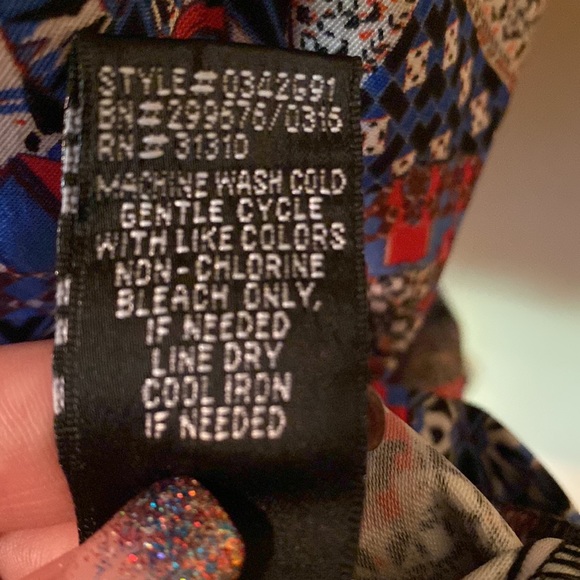 STYLE# 0342G91
BN# 299676/0316
RN# 31310
MACHINE WASH COLD
GENTLE CYCLE
WITH LIKE COLORS
NON-CHLORINE
BLEACH ONLY,
IF NEEDED
LINE DRY
COOL IRON
IF NEEDED